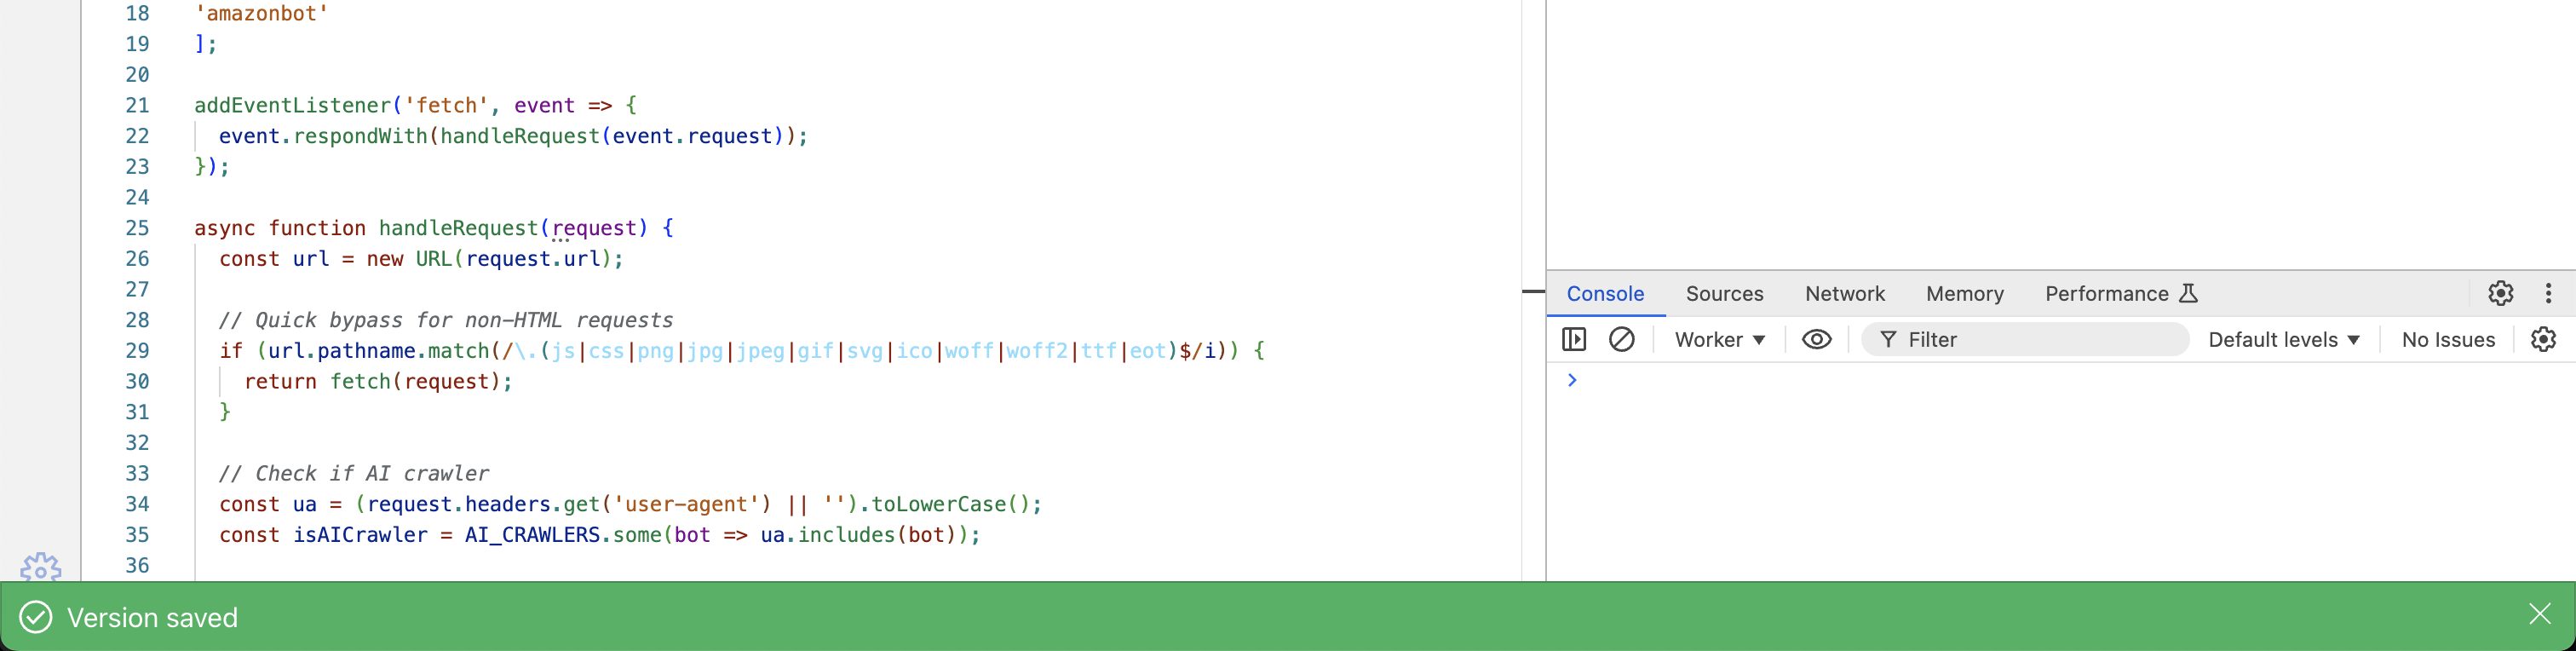 18 'amazonbot'
19 ];
20
21 addEventListener('fetch', event => {
22 event.respondWith(handleRequest(event.request));
23 });
24
25 async function handleRequest(request) {
26 const url = new URL(request.url);
27
28 // Quick bypass for non-HTML requests
29 if (url.pathname.match(/\.(js|css|png|jpg|jpeg|gif|svg|ico|woff|woff2|ttf|eot)$/i)) {
30 return fetch(request);
31 }
32
33 // Check if AI crawler
34 const ua = (request.headers.get('user-agent') || '').toLowerCase();
35 const isAICrawler = AI_CRAWLERS.some(bot => ua.includes(bot));
36
Console Sources Network Memory Performance
Worker Filter Default levels No Issues
Version saved